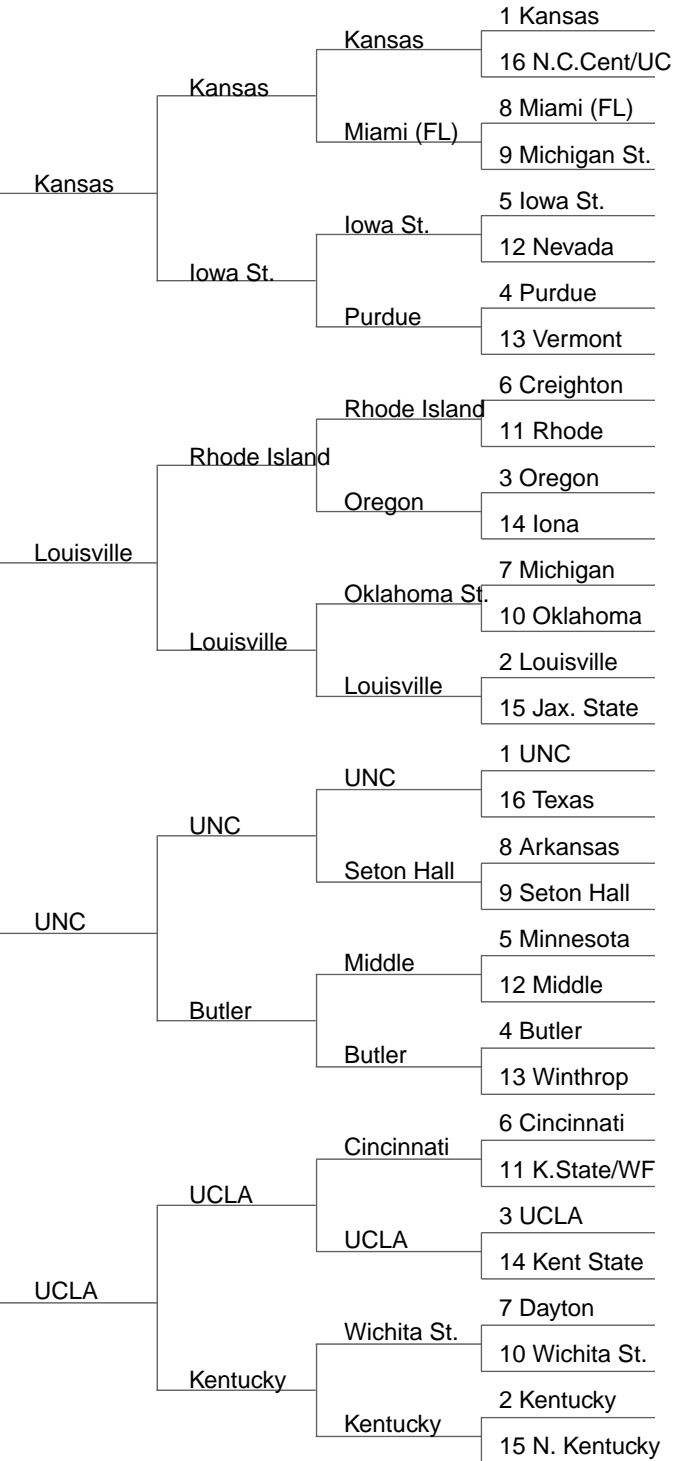 1 Kansas
Kansas
16 N.C.Cent/UC
Kansas
8 Miami (FL)
Miami (FL)
9 Michigan St.
Kansas
5 Iowa St.
Iowa St.
12 Nevada
Iowa St.
4 Purdue
Purdue
13 Vermont
6 Creighton
Rhode Island
11 Rhode
Rhode Island
3 Oregon
Oregon
14 Iona
Louisville
7 Michigan
Oklahoma St.
10 Oklahoma
Louisville
2 Louisville
Louisville
15 Jax. State
1 UNC
UNC
16 Texas
UNC
8 Arkansas
Seton Hall
9 Seton Hall
UNC
5 Minnesota
Middle
12 Middle
Butler
4 Butler
Butler
13 Winthrop
6 Cincinnati
Cincinnati
11 K.State/WF
UCLA
3 UCLA
UCLA
14 Kent State
UCLA
7 Dayton
Wichita St.
10 Wichita St.
Kentucky
2 Kentucky
Kentucky
15 N. Kentucky